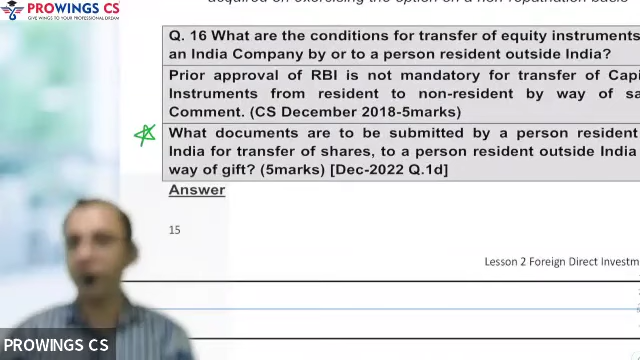 acquired on exercising the option on a non repatriation basis
PROWINGS CS
GIVE WINGS TO YOUR PROFESSIONAL DREAM
Q. 16 What are the conditions for transfer of equity instruments
an India Company by or to a person resident outside India?
Prior approval of RBI is not mandatory for transfer of Capi
Instruments from resident to non-resident by way of sa
Comment. (CS December 2018-5marks)
What documents are to be submitted by a person resident
India for transfer of shares, to a person resident outside India
way of gift? (5marks) [Dec-2022 Q.1d]
Answer
15
Lesson 2 Foreign Direct Investm
PROWINGS CS